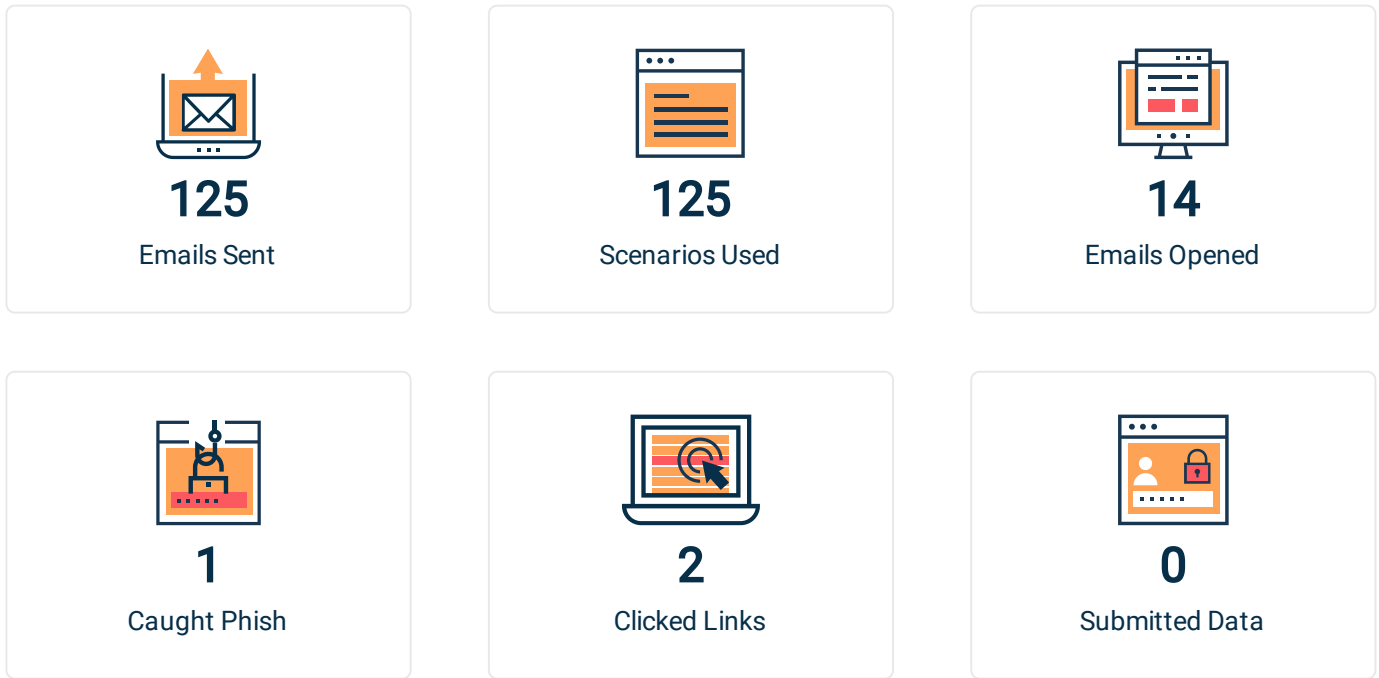 125
Emails Sent
125
Scenarios Used
14
Emails Opened
1
Caught Phish
2
Clicked Links
0
Submitted Data